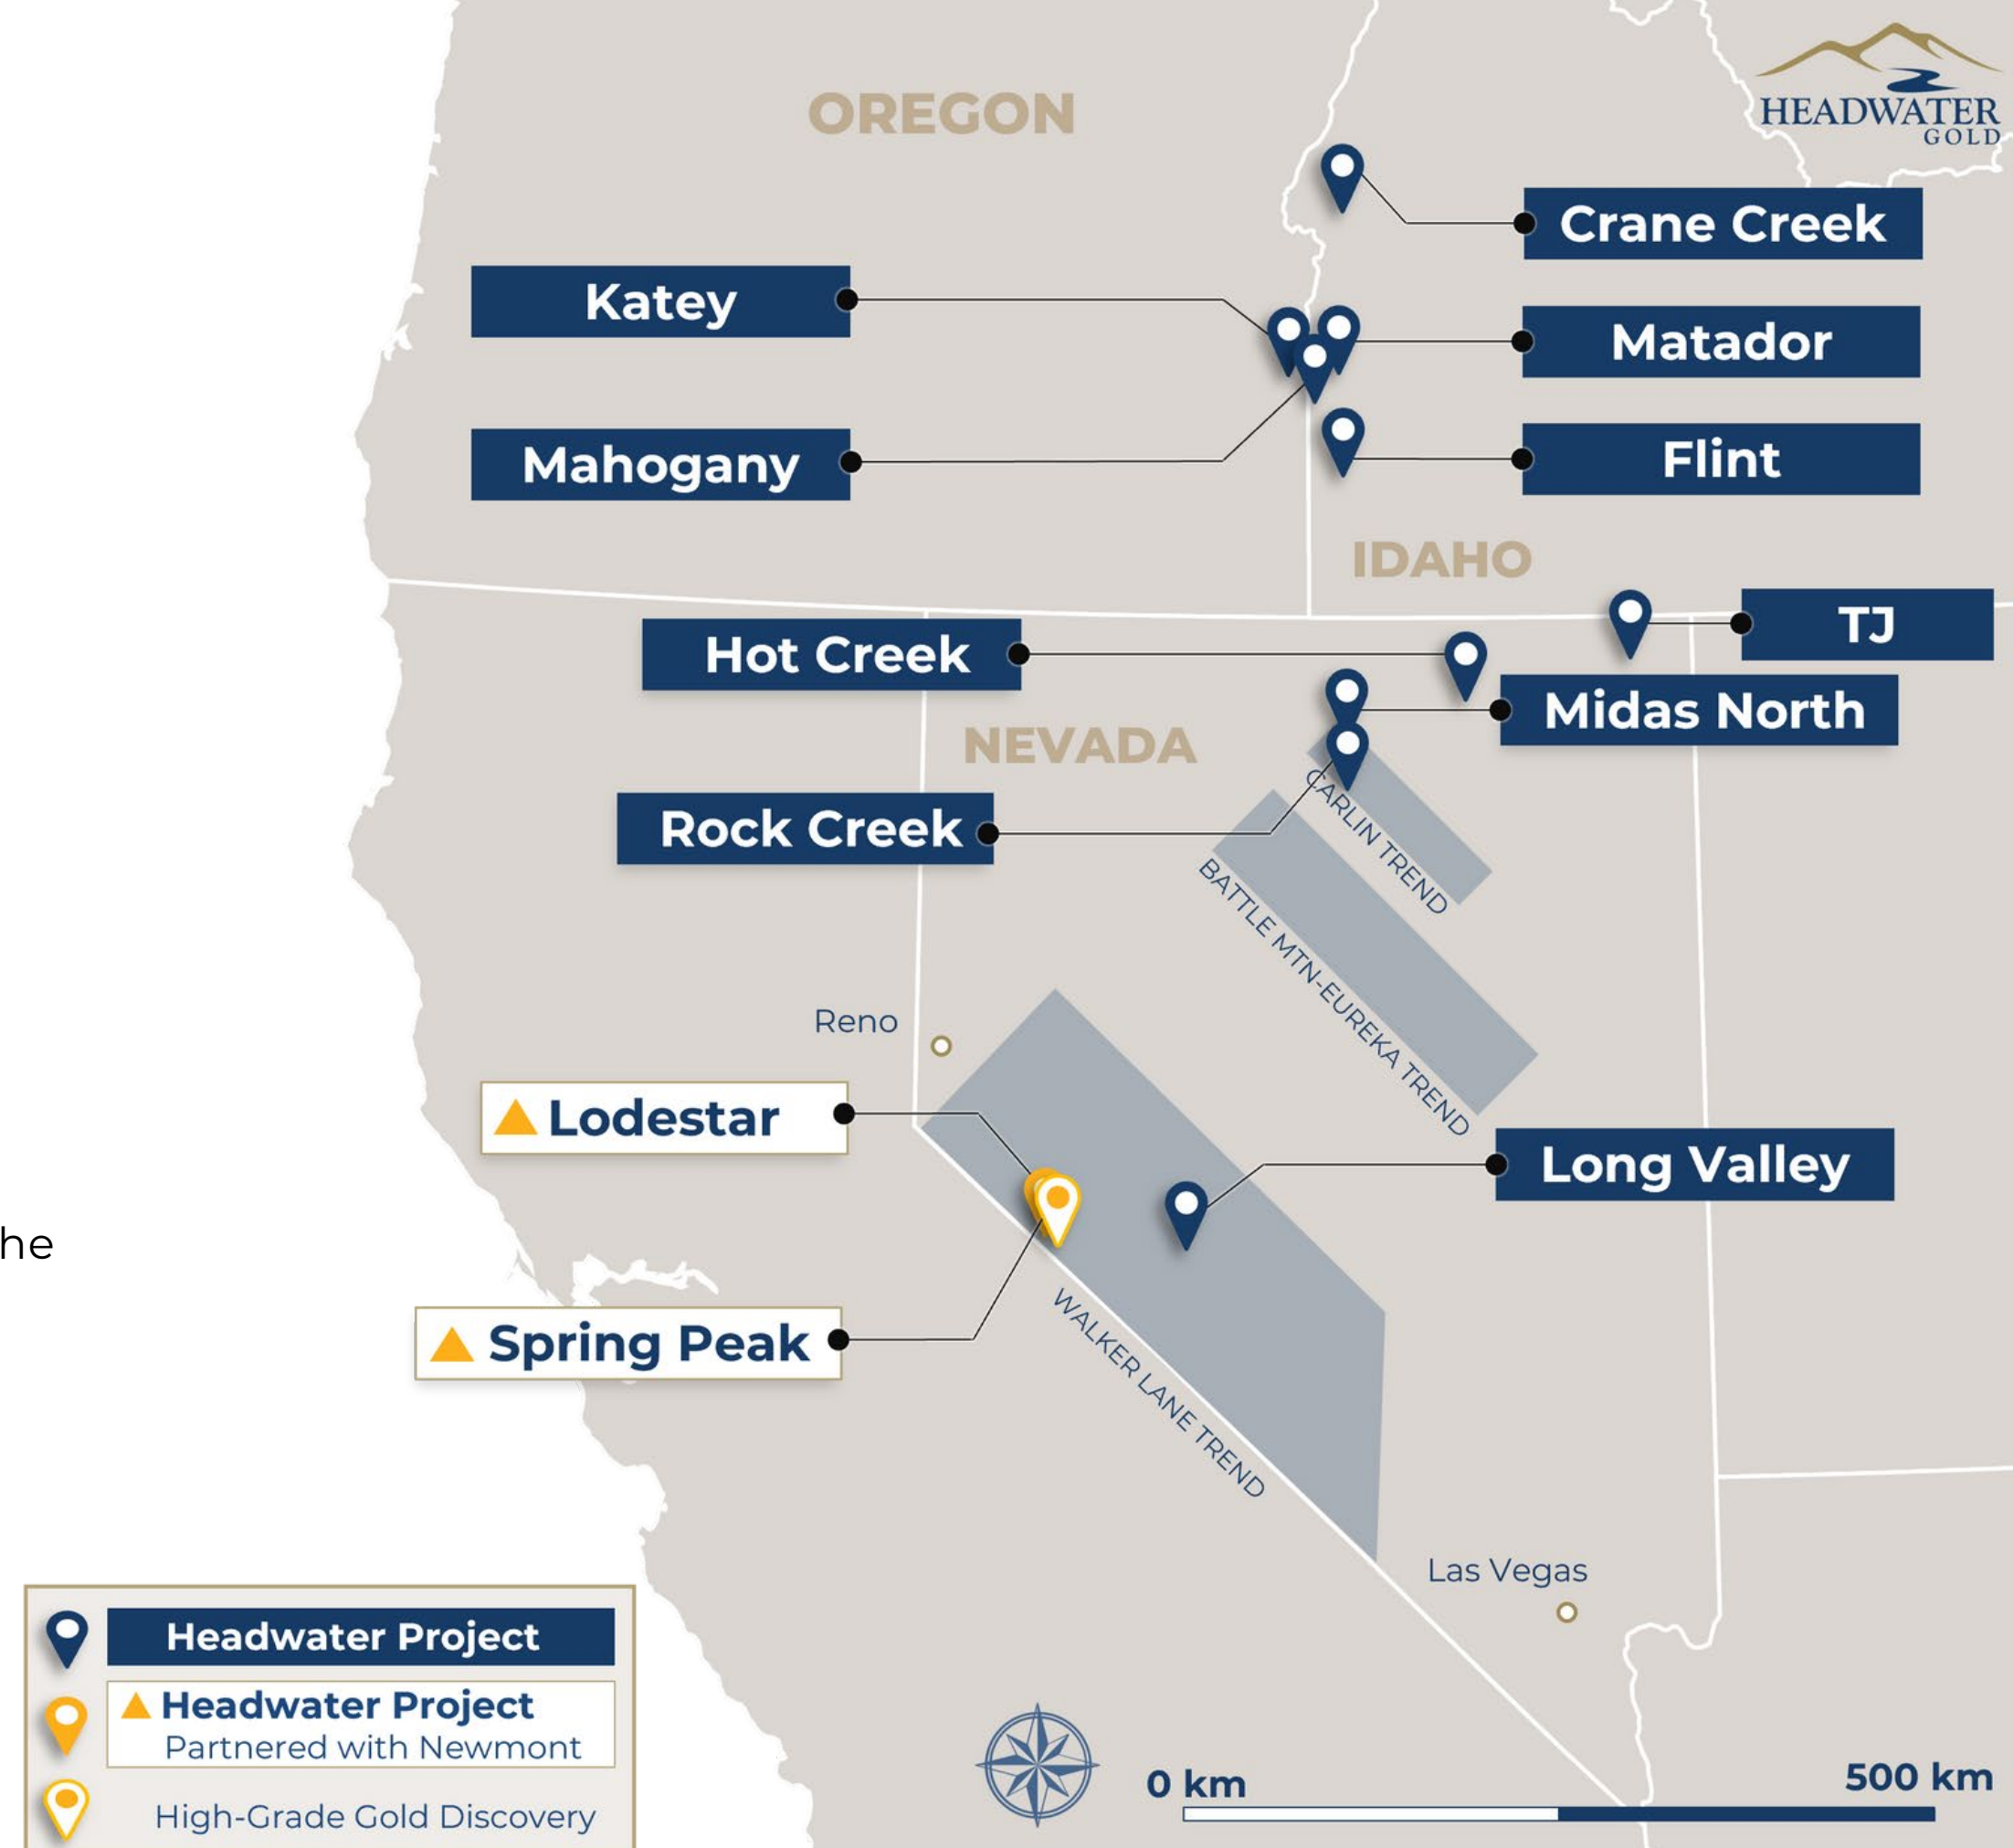 HEADWATER
GOLD
OREGON
Crane Creek
Katey
Matador
Mahogany
Flint
IDAHO
TJ
Hot Creek
Midas North
NEVADA
Rock Creek
CARLIN TREND
BATTLE MTN-EUREKA TREND
Reno
Lodestar
Long Valley
he
Spring Peak
WALKER LANE TREND
Las Vegas
Headwater Project
Headwater Project
Partnered with Newmont
High-Grade Gold Discovery
0 km
500 km